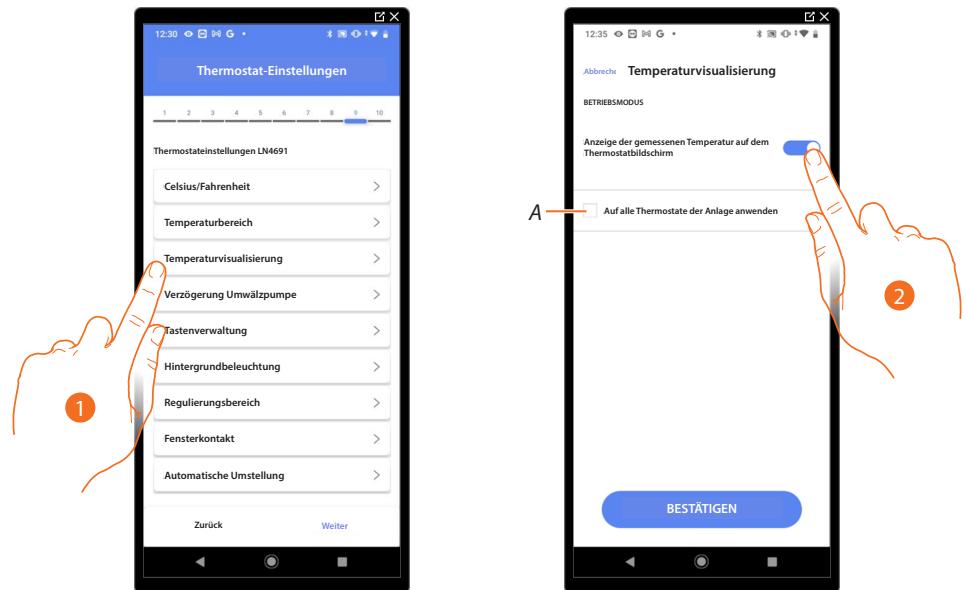 12:30 G
Thermostat-Einstellungen
1 2 3 4 5 6 7 8 9 10
Thermostateinstellungen LN4691
Celsius/Fahrenheit
Temperaturbereich
Temperaturvisualisierung
Verzögerung Umwälzpumpe
Tastenverwaltung
Hintergrundbeleuchtung
Regulierungsbereich
Fensterkontakt
Automatische Umstellung
Zurück Weiter
1
12:35 G
Abbreche Temperaturvisualisierung
BETRIEBSMODUS
Anzeige der gemessenen Temperatur auf dem
Thermostatbildschirm
A
Auf alle Thermostate der Anlage anwenden
2
BESTÄTIGEN